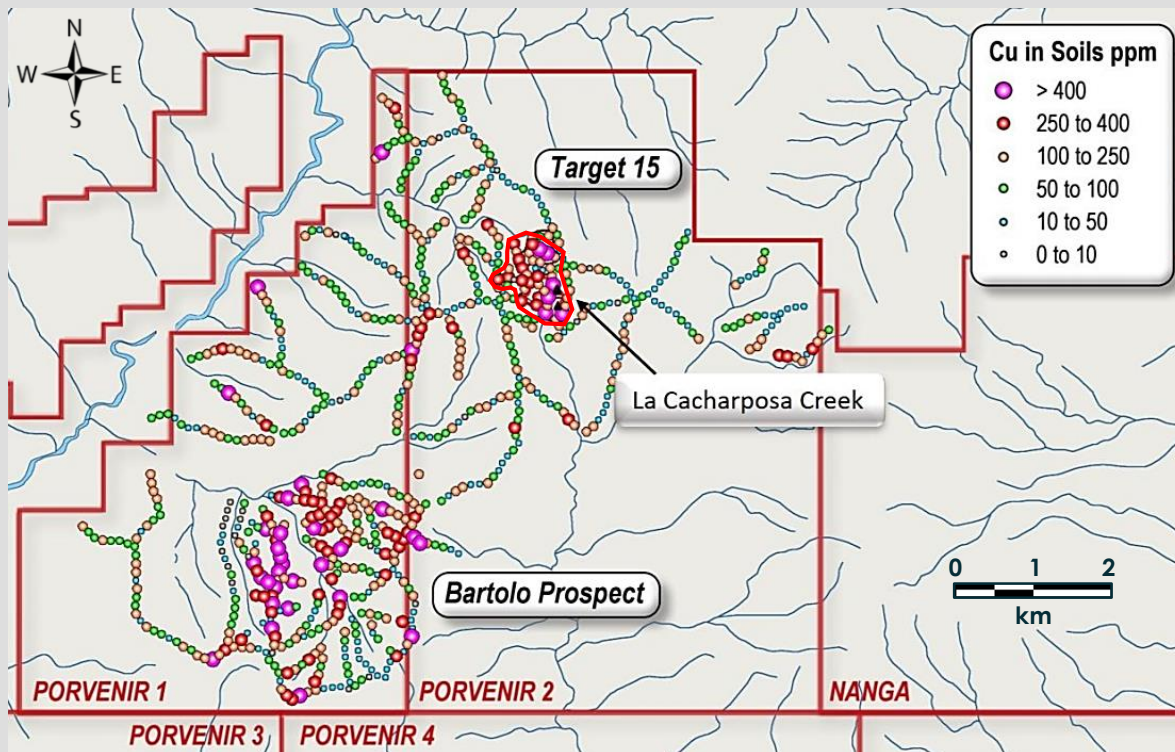 N
W E
S
Cu in Soils ppm
> 400
250 to 400
100 to 250
50 to 100
10 to 50
0 to 10
Target 15
La Cacharposa Creek
Bartolo Prospect
0 1 2
km
PORVENIR 1
PORVENIR 2
NANGA
PORVENIR 3
PORVENIR 4